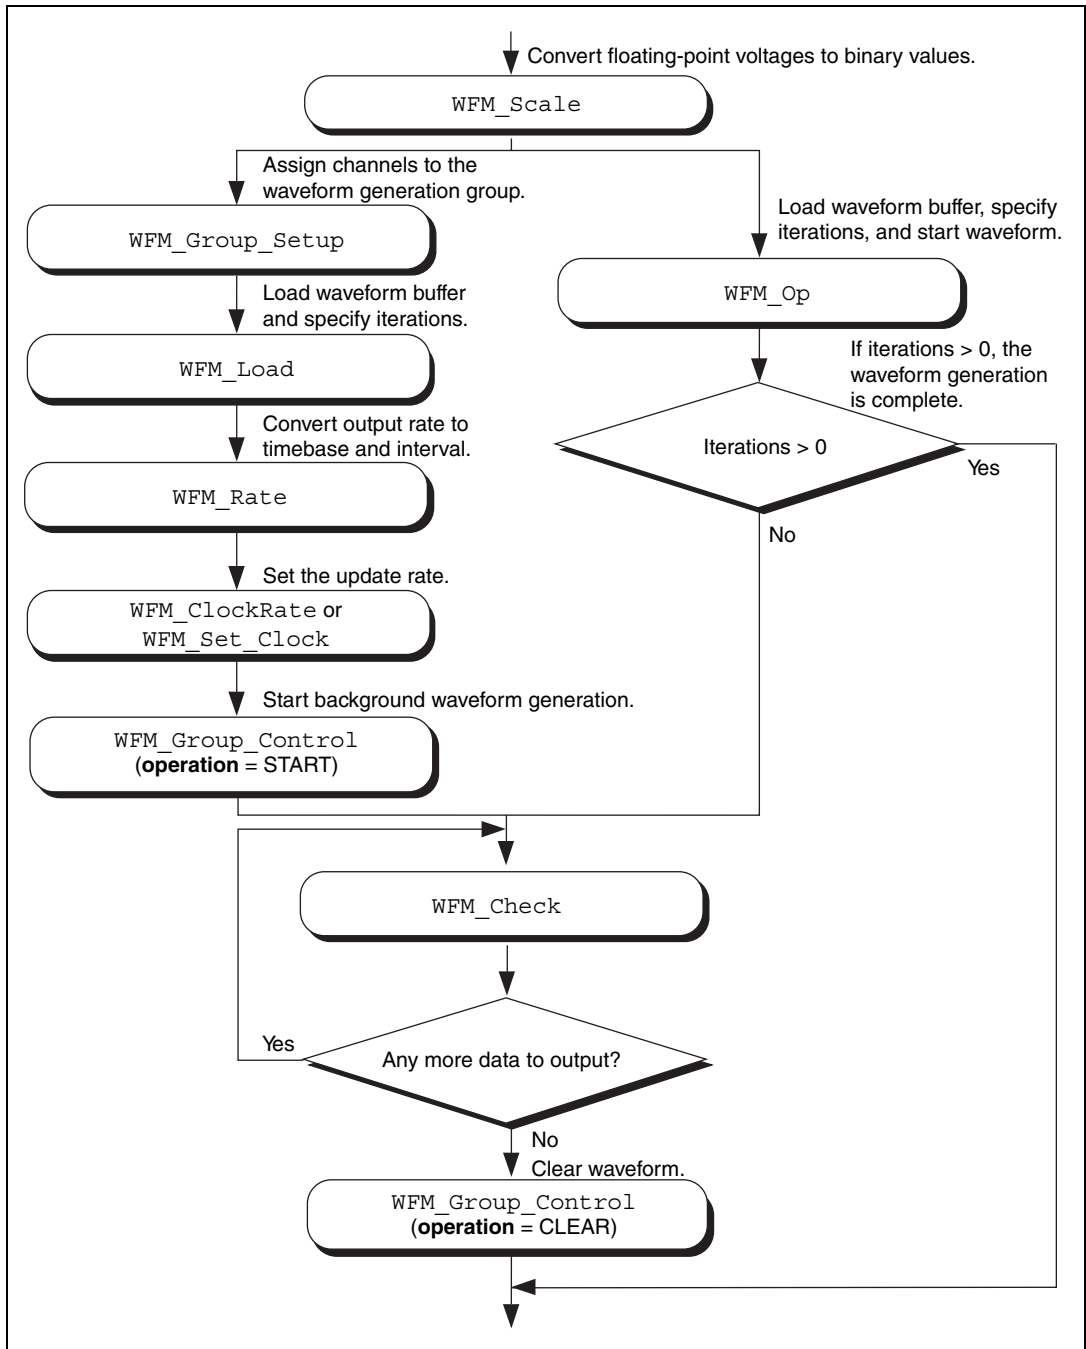 Convert floating-point voltages to binary values.
WFM_Scale
Assign channels to the
waveform generation group.
WFM_Group_Setup
Load waveform buffer
and specify iterations.
WFM_Load
Convert output rate to
timebase and interval.
WFM_Rate
Set the update rate.
WFM_ClockRate or
WFM_Set_Clock
Start background waveform generation.
WFM_Group_Control
(operation = START)
Load waveform buffer, specify
iterations, and start waveform.
WFM_Op
If iterations > 0, the
waveform generation
is complete.
Iterations > 0
Yes
No
WFM_Check
Any more data to output?
Yes
No
Clear waveform.
WFM_Group_Control
(operation = CLEAR)